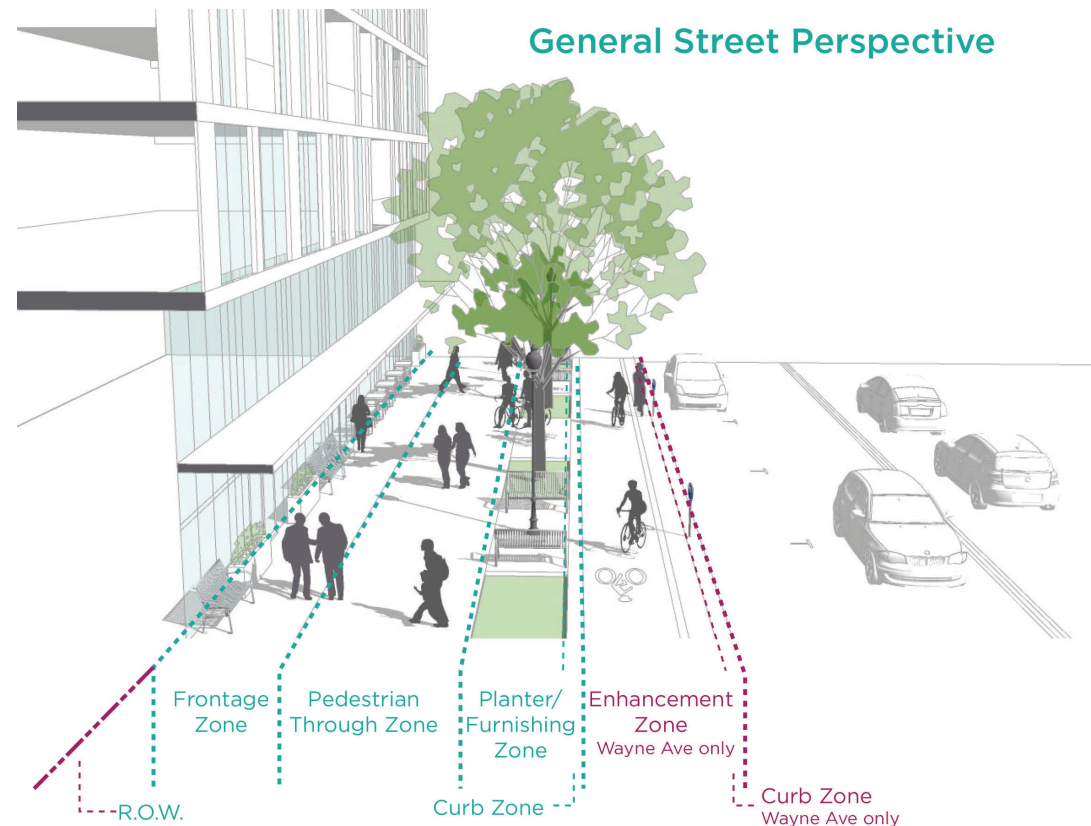 General Street Perspective
Frontage
Zone
Pedestrian
Through Zone
Planter/
Furnishing
Zone
Enhancement
Zone
Wayne Ave only
R.O.W.
Curb Zone
Curb Zone
Wayne Ave only